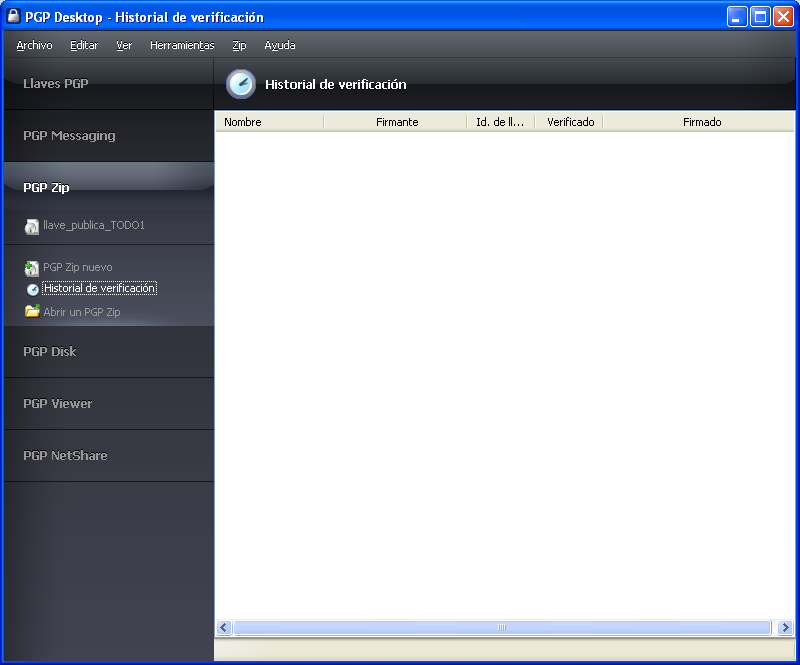 PGP Desktop - Historial de verificación
Archivo Editar Ver Herramientas Zip Ayuda
Llaves PGP
Historial de verificación
Nombre Firmante Id. de ll... Verificado Firmado
PGP Messaging
PGP Zip
llave_publica_TODO1
PGP Zip nuevo
Historial de verificación
Abrir un PGP Zip
PGP Disk
PGP Viewer
PGP NetShare